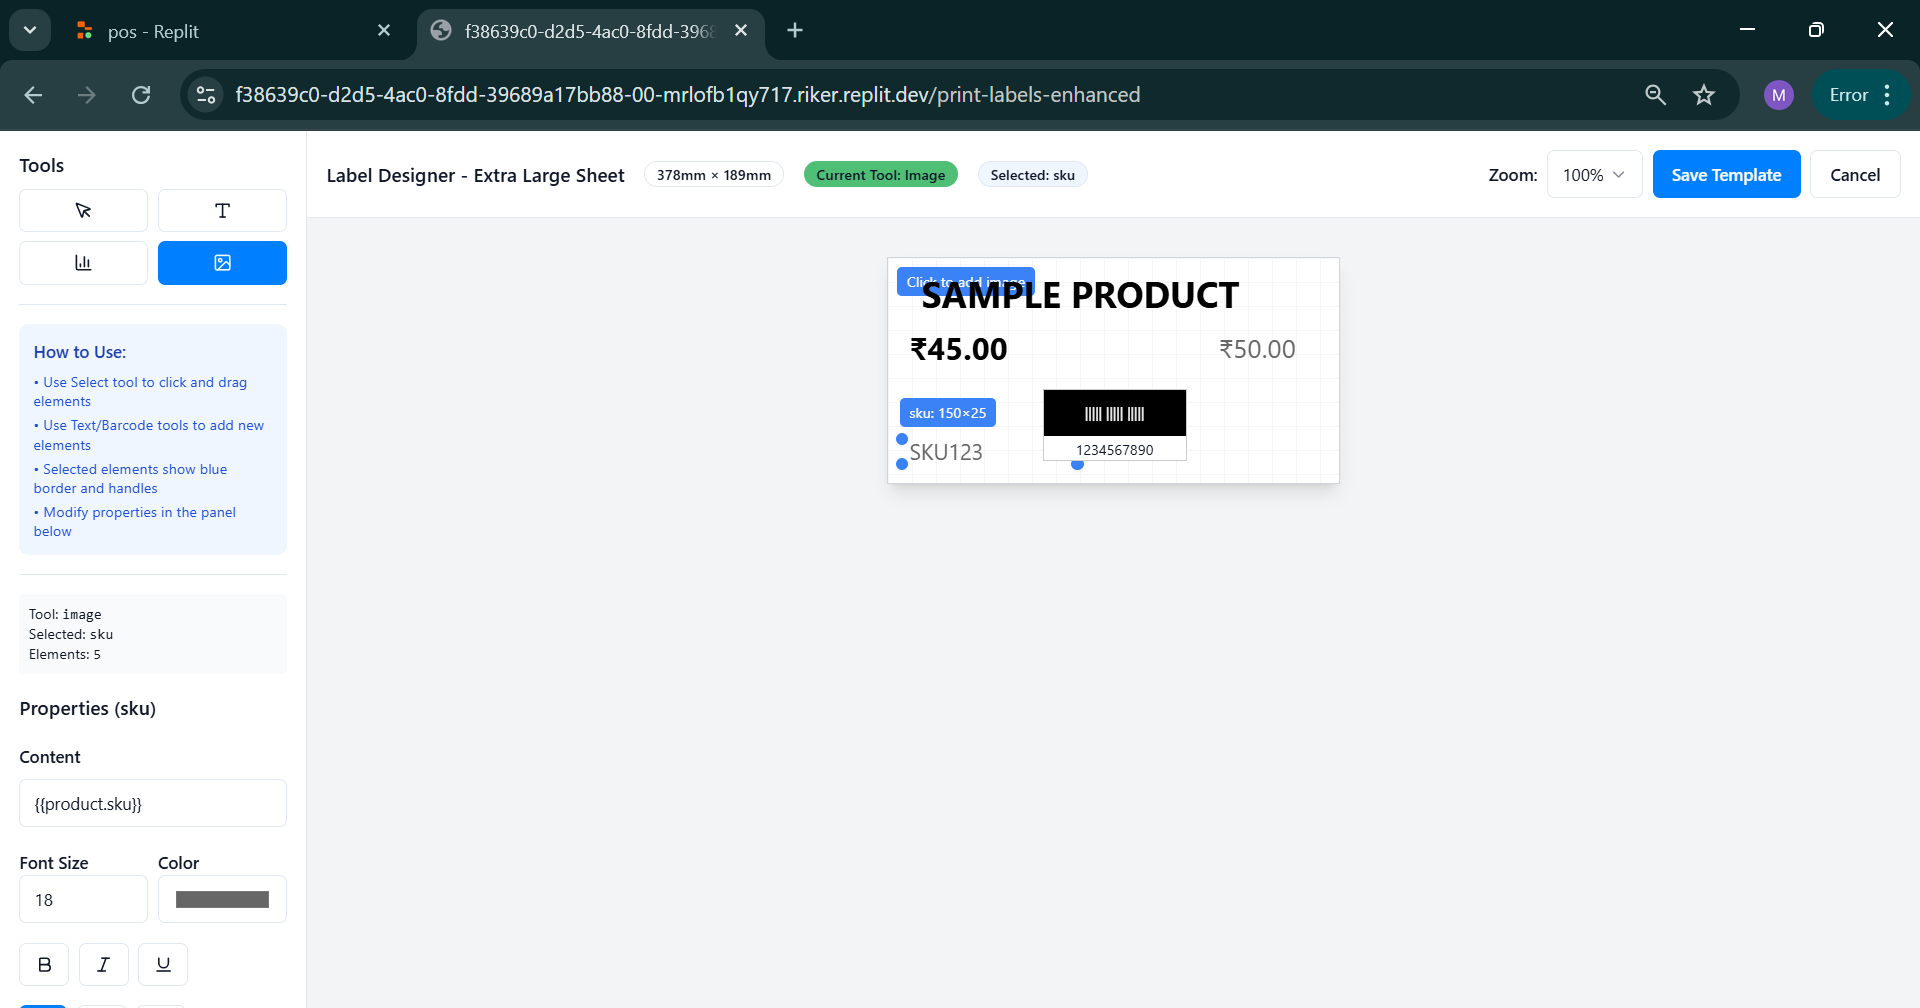 pos - Replit
f38639c0-d2d5-4ac0-8fdd-3968
f38639c0-d2d5-4ac0-8fdd-39689a17bb88-00-mrlofb1qy717.riker.replit.dev/print-labels-enhanced
M
Error
Tools
Label Designer - Extra Large Sheet
378mm × 189mm
Current Tool: Image
Selected: sku
Zoom:
100%
Save Template
Cancel
T
How to Use:
• Use Select tool to click and drag
elements
• Use Text/Barcode tools to add new
elements
• Selected elements show blue
border and handles
• Modify properties in the panel
below
Tool: image
Selected: sku
Elements: 5
Properties (sku)
Content
{{product.sku}}
Font Size
Color
18
B
I
U
Click to add image
SAMPLE PRODUCT
₹45.00
₹50.00
sku: 150×25
SKU123
1234567890